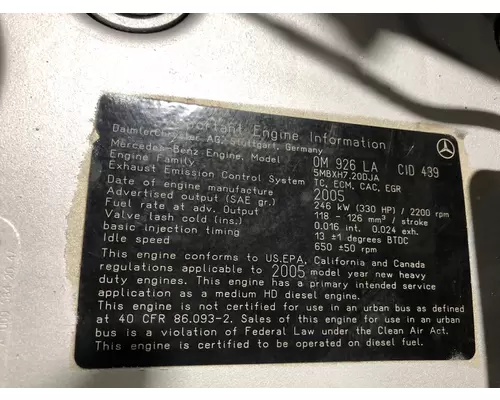 Important Engine Information
DaimlerChrysler AG, Stuttgart, Germany
Mercedes-Benz Engine, Model OM 926 LA CID 439
Engine Family 5MBXH7.20DJA
Exhaust Emission Control System TC, ECM, CAC, EGR
Date of engine manufacture 2005
Advertised output (SAE gr.) 246 kW (330 HP) / 2200 rpm
Fuel rate at adv. Output 118 - 126 mm³ / stroke
Valve lash cold (ins.) 0.016 int. 0.024 exh.
basic injection timing 13 ±1 degrees BTDC
Idle speed 650 ±50 rpm
This engine conforms to US.EPA, California and Canada
regulations applicable to 2005 model year new heavy
duty engines. This engine has a primary intended service
application as a medium HD diesel engine.
This engine is not certified for use in an urban bus as defined
at 40 CFR 86.093-2. Sales of this engine for use in an urban
bus is a violation of Federal Law under the Clean Air Act.
This engine is certified to be operated on diesel fuel.